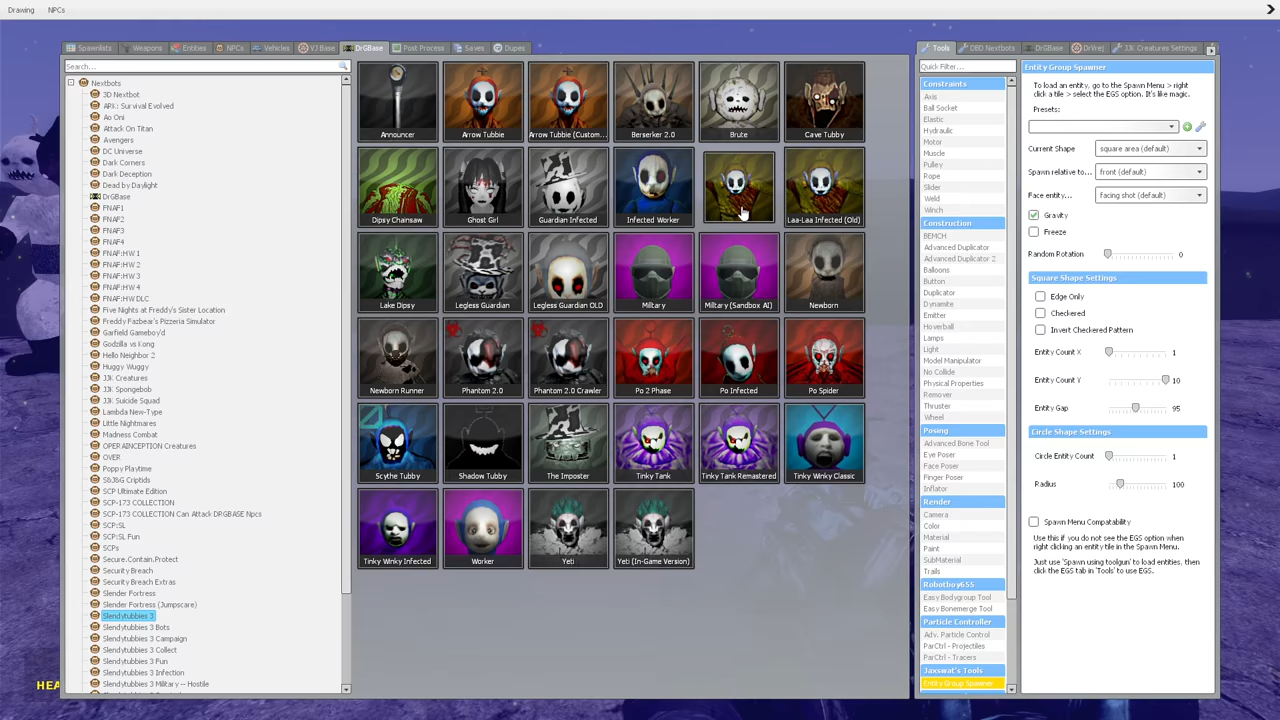 Drawing NPCs
Spawnlists Weapons Entities NPCs Vehicles VJ Base DrGBase Post Process Saves Dupes
Search...
Nextbots
3D Nextbot
ARK: Survival Evolved
Ao Oni
Attack On Titan
Avengers
DC Universe
Dark Corners
Dark Deception
Dead by Daylight
DrGBase
FNAF1
FNAF2
FNAF3
FNAF4
FNAF:HW 1
FNAF:HW 2
FNAF:HW 3
FNAF:HW 4
FNAF:HW DLC
Five Nights at Freddy's Sister Location
Freddy Fazbear's Pizzeria Simulator
Garfield Gameboy'd
Godzilla vs Kong
Hello Neighbor 2
Huggy Wuggy
JJK Creatures
JJK Spongebob
JJK Suicide Squad
Lambda New-Type
Little Nightmares
Madness Combat
OPERAINCEPTION Creatures
OVER
Poppy Playtime
S&J&G Criptids
SCP Ultimate Edition
SCP-173 COLLECTION
SCP-173 COLLECTION Can Attack DRGBASE Npcs
SCP:SL
SCP:SL Fun
SCPs
Secure.Contain.Protect
Security Breach
Security Breach Extras
Slender Fortress
Slender Fortress (Jumpscare)
Slendytubbies 3
Slendytubbies 3 Bots
Slendytubbies 3 Campaign
Slendytubbies 3 Collect
Slendytubbies 3 Fun
Slendytubbies 3 Infection
Slendytubbies 3 Military -- Hostile
Announcer
Arrow Tubbie
Arrow Tubbie (Custom...
Berserker 2.0
Brute
Cave Tubby
Dipsy Chainsaw
Ghost Girl
Guardian Infected
Infected Worker
Laa-Laa Infected (Old)
Lake Dipsy
Legless Guardian
Legless Guardian OLD
Miltary
Miltary (Sandbox AI)
Newborn
Newborn Runner
Phantom 2.0
Phantom 2.0 Crawler
Po 2 Phase
Po Infected
Po Spider
Scythe Tubby
Shadow Tubby
The Imposter
Tinky Tank
Tinky Tank Remastered
Tinky Winky Classic
Tinky Winky Infected
Worker
Yeti
Yeti (In-Game Version)
HEA
Tools DBD Nextbots DrGBase DrVrej JJK Creatures Settings
Quick Filter...
Constraints
Axis
Ball Socket
Elastic
Hydraulic
Motor
Muscle
Pulley
Rope
Slider
Weld
Winch
Construction
BEMCH
Advanced Duplicator
Advanced Duplicator 2
Balloons
Button
Duplicator
Dynamite
Emitter
Hoverball
Lamps
Light
Model Manipulator
No Collide
Physical Properties
Remover
Thruster
Wheel
Posing
Advanced Bone Tool
Eye Poser
Face Poser
Finger Poser
Inflator
Render
Camera
Color
Material
Paint
SubMaterial
Trails
Robotboy655
Easy Bodygroup Tool
Easy Bonemerge Tool
Particle Controller
Adv. Particle Control
ParCtrl - Projectiles
ParCtrl - Tracers
Jaxswat's Tools
Entity Group Spawner
Entity Group Spawner
To load an entity, go to the Spawn Menu > right
click a tile > select the EGS option. It's like magic.
Presets:
Current Shape square area (default)
Spawn relative to... front (default)
Face entity... facing shot (default)
Gravity
Freeze
Random Rotation 0
Square Shape Settings
Edge Only
Checkered
Invert Checkered Pattern
Entity Count X 1
Entity Count Y 10
Entity Gap 95
Circle Shape Settings
Circle Entity Count 1
Radius 100
Spawn Menu Compatability
Use this if you do not see the EGS option when
right clicking an entity tile in the Spawn Menu.
Just use 'Spawn using toolgun' to load entities, then
click the EGS tab in 'Tools' to use EGS.